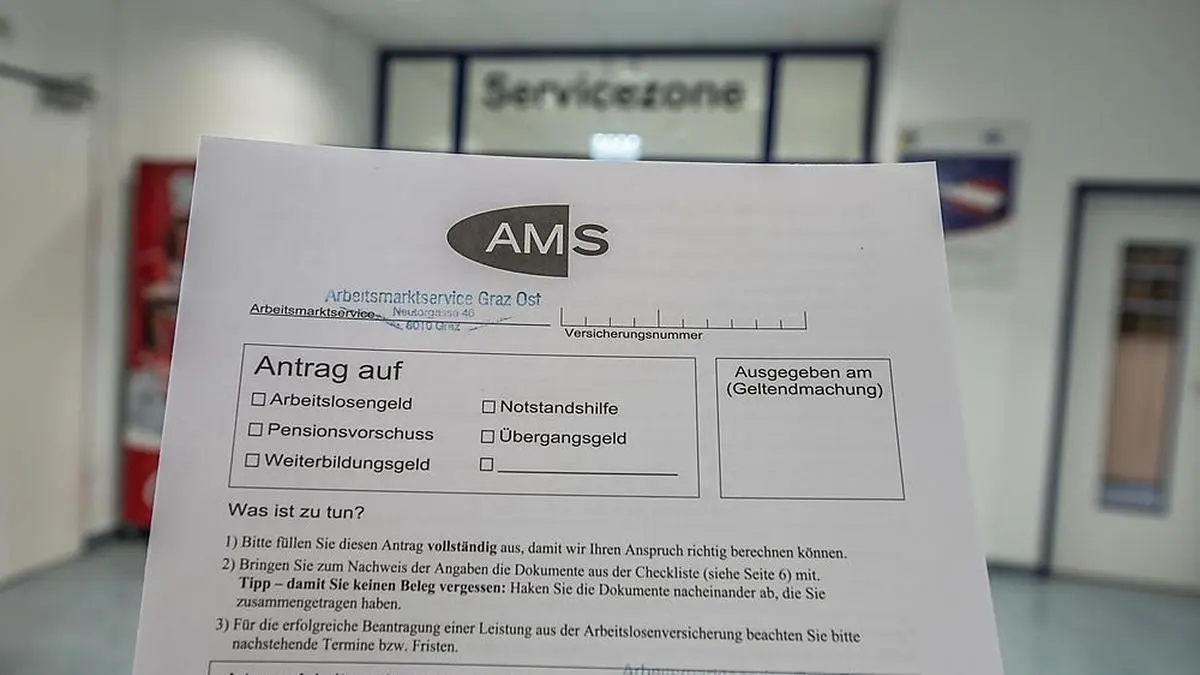 Servicezone
AMS
Arbeitsmarktservice Graz Ost
Neutorgasse 46
8010 Graz
Arbeitsmarktservice
Versicherungsnummer
Antrag auf
Arbeitslosengeld
Notstandshilfe
Pensionsvorschuss
Übergangsgeld
Weiterbildungsgeld
Ausgegeben am
(Geltendmachung)
Was ist zu tun?
1) Bitte füllen Sie diesen Antrag vollständig aus, damit wir Ihren Anspruch richtig berechnen können.
2) Bringen Sie zum Nachweis der Angaben die Dokumente aus der Checkliste (siehe Seite 6) mit.
Tipp – damit Sie keinen Beleg vergessen: Haken Sie die Dokumente nacheinander ab, die Sie
zusammengetragen haben.
3) Für die erfolgreiche Beantragung einer Leistung aus der Arbeitslosenversicherung beachten Sie bitte
nachstehende Termine bzw. Fristen.